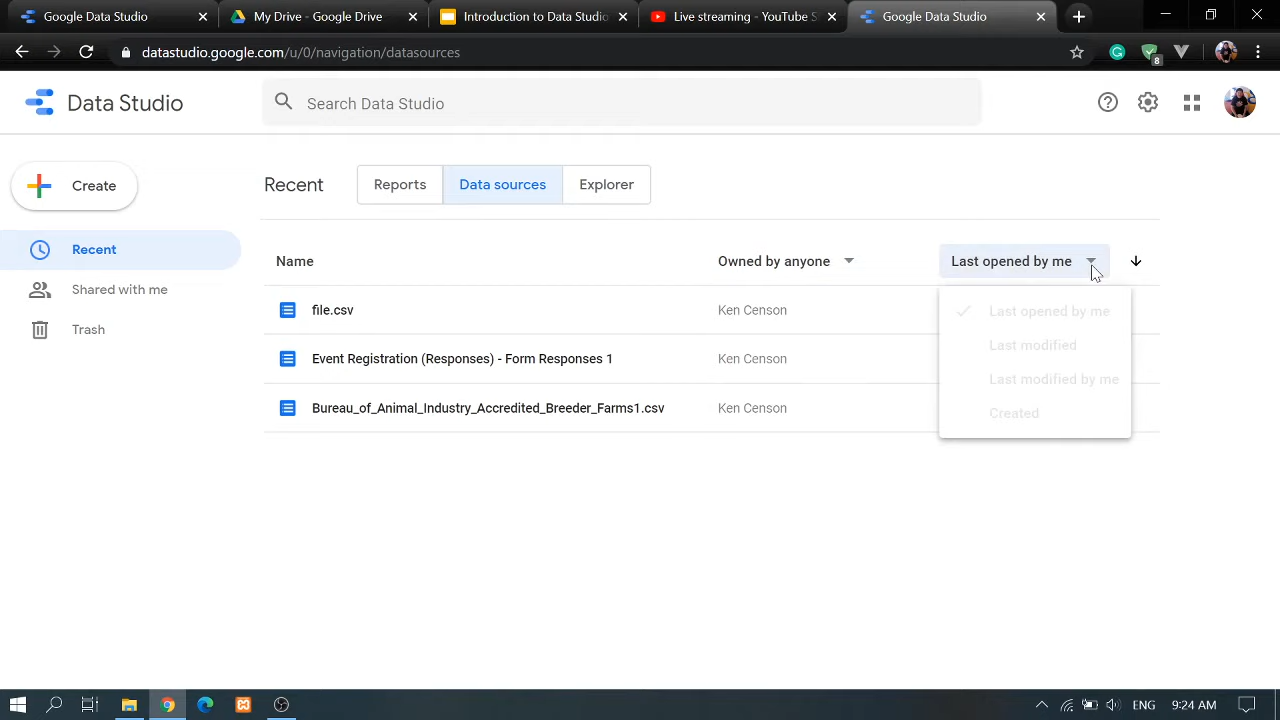 Google Data Studio
My Drive - Google Drive
Introduction to Data Studio
Live streaming - YouTube S
Google Data Studio
datastudio.google.com/u/0/navigation/datasources
8
Data Studio
Search Data Studio
Create
Recent
Shared with me
Trash
Recent
Reports
Data sources
Explorer
Name
Owned by anyone
Last opened by me
file.csv
Ken Censon
Event Registration (Responses) - Form Responses 1
Ken Censon
Bureau_of_Animal_Industry_Accredited_Breeder_Farms1.csv
Ken Censon
Last opened by me
Last modified
Last modified by me
Created
ENG
9:24 AM